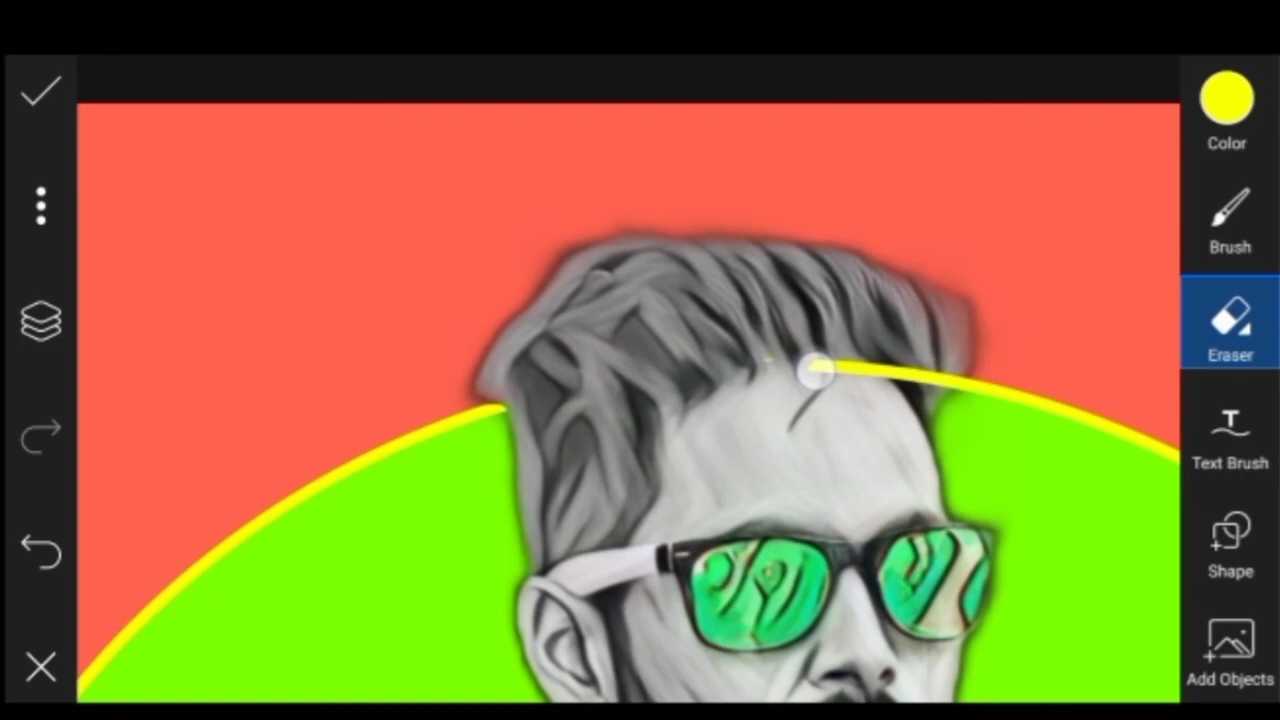 Color
Brush
Eraser
Text Brush
Shape
Add Objects